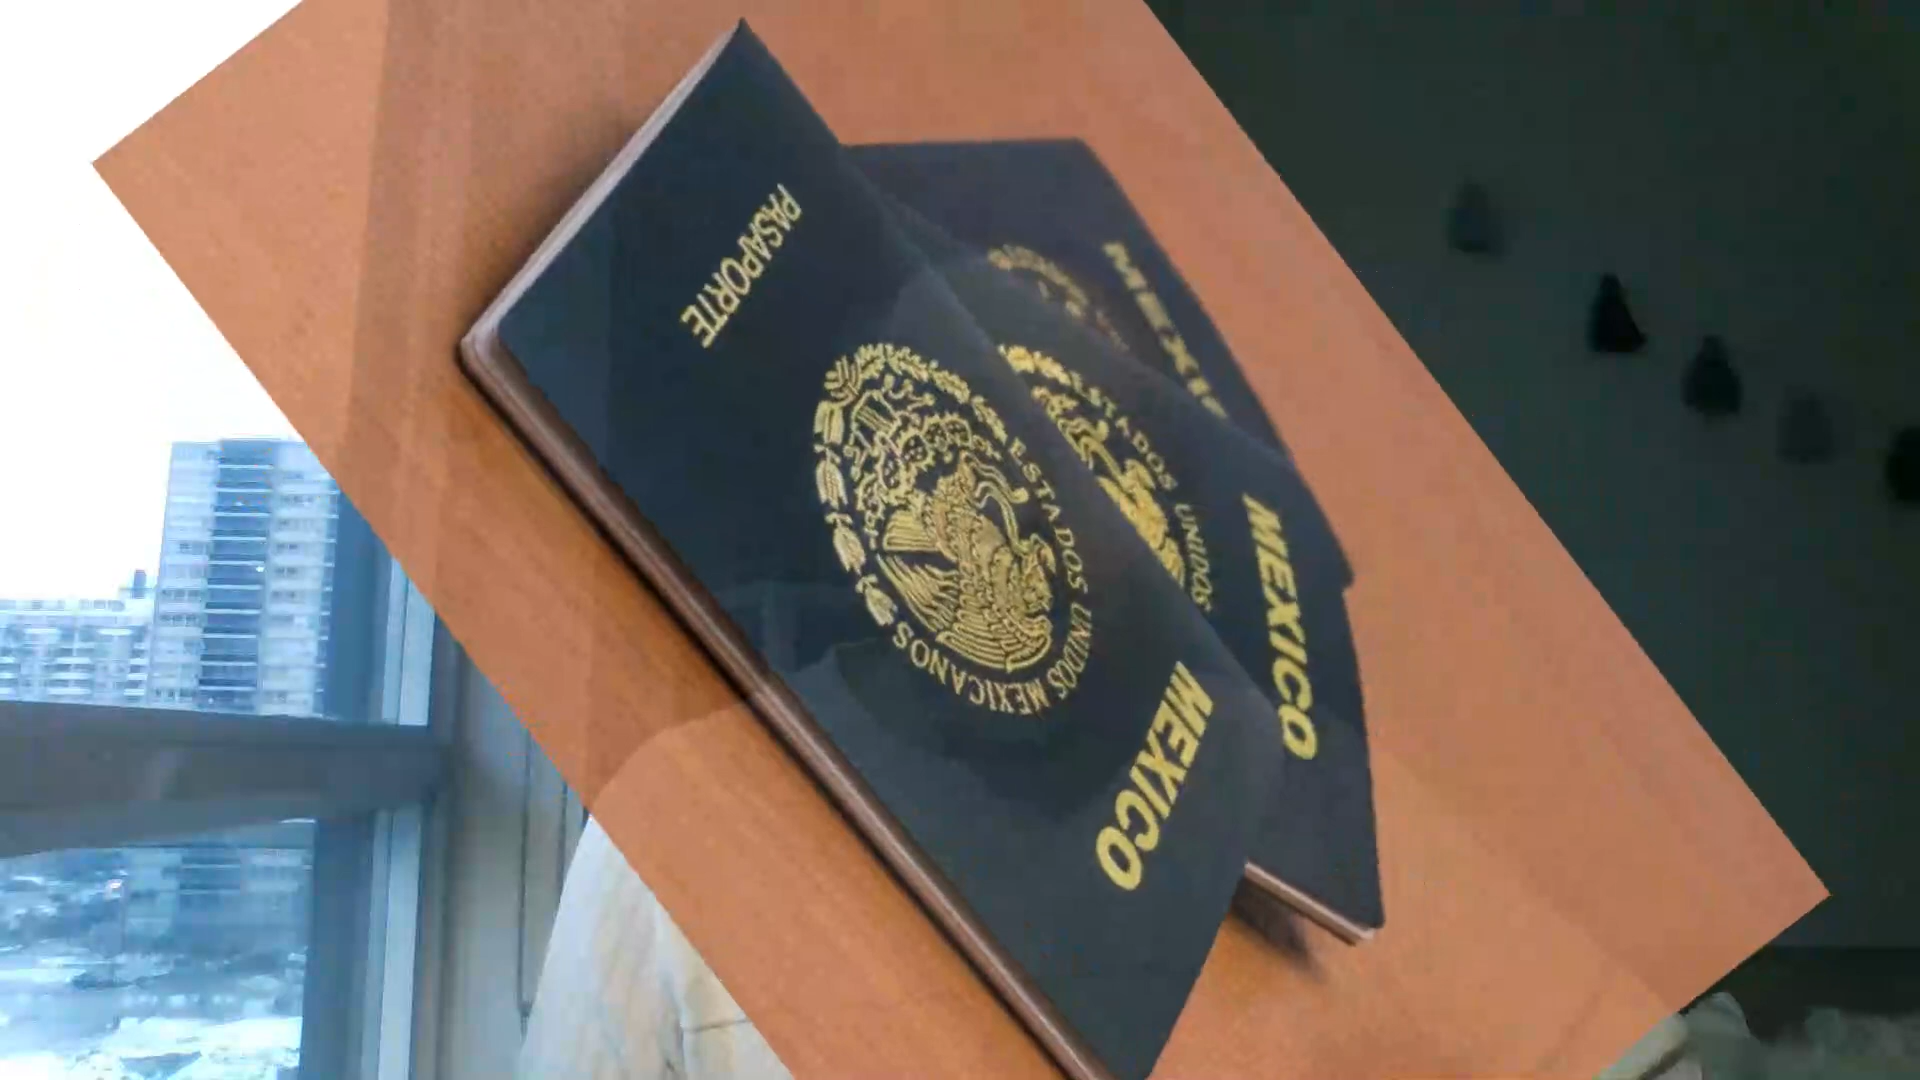 MEXICO
ESTADOS UNIDOS MEXICANOS
PASAPORTE
MEXICO
ESTADOS UNIDOS
MEXICO